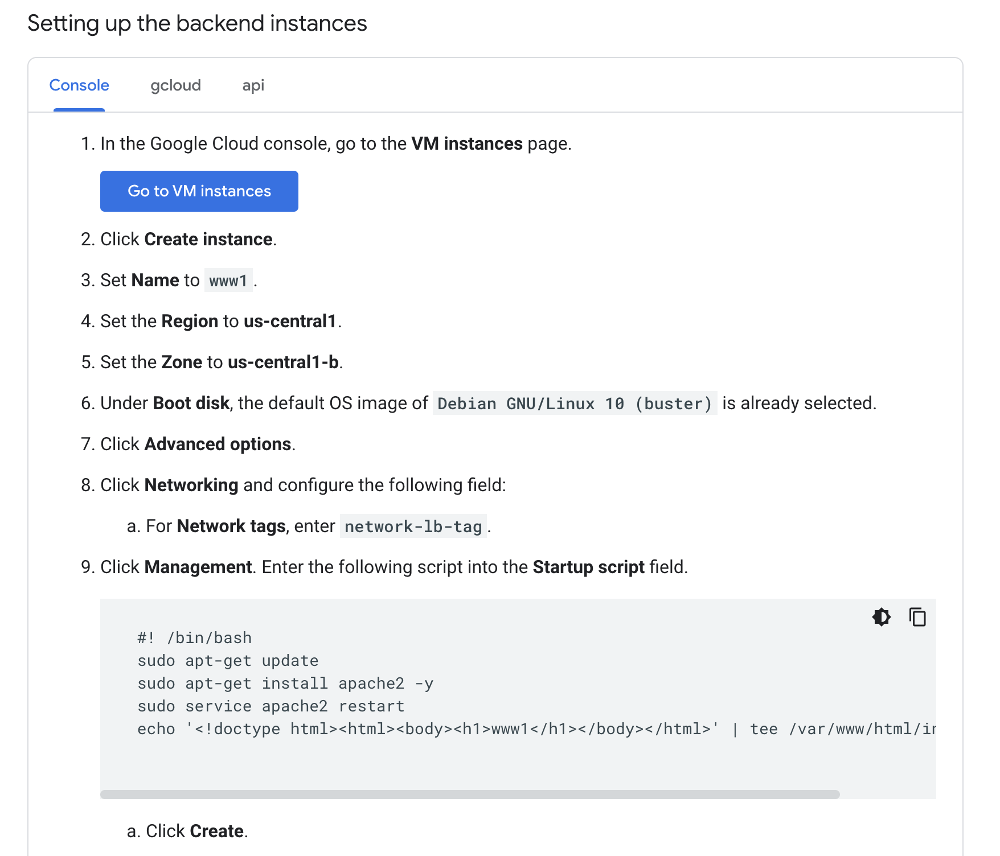 Setting up the backend instances
Console gcloud api
1. In the Google Cloud console, go to the VM instances page.
Go to VM instances
2. Click Create instance.
3. Set Name to www1.
4. Set the Region to us-central1.
5. Set the Zone to us-central1-b.
6. Under Boot disk, the default OS image of Debian GNU/Linux 10 (buster) is already selected.
7. Click Advanced options.
8. Click Networking and configure the following field:
a. For Network tags, enter network-lb-tag.
9. Click Management. Enter the following script into the Startup script field.
#! /bin/bash
sudo apt-get update
sudo apt-get install apache2 -y
sudo service apache2 restart
echo '<!doctype html><html><body><h1>www1</h1></body></html>' | tee /var/www/html/in
a. Click Create.